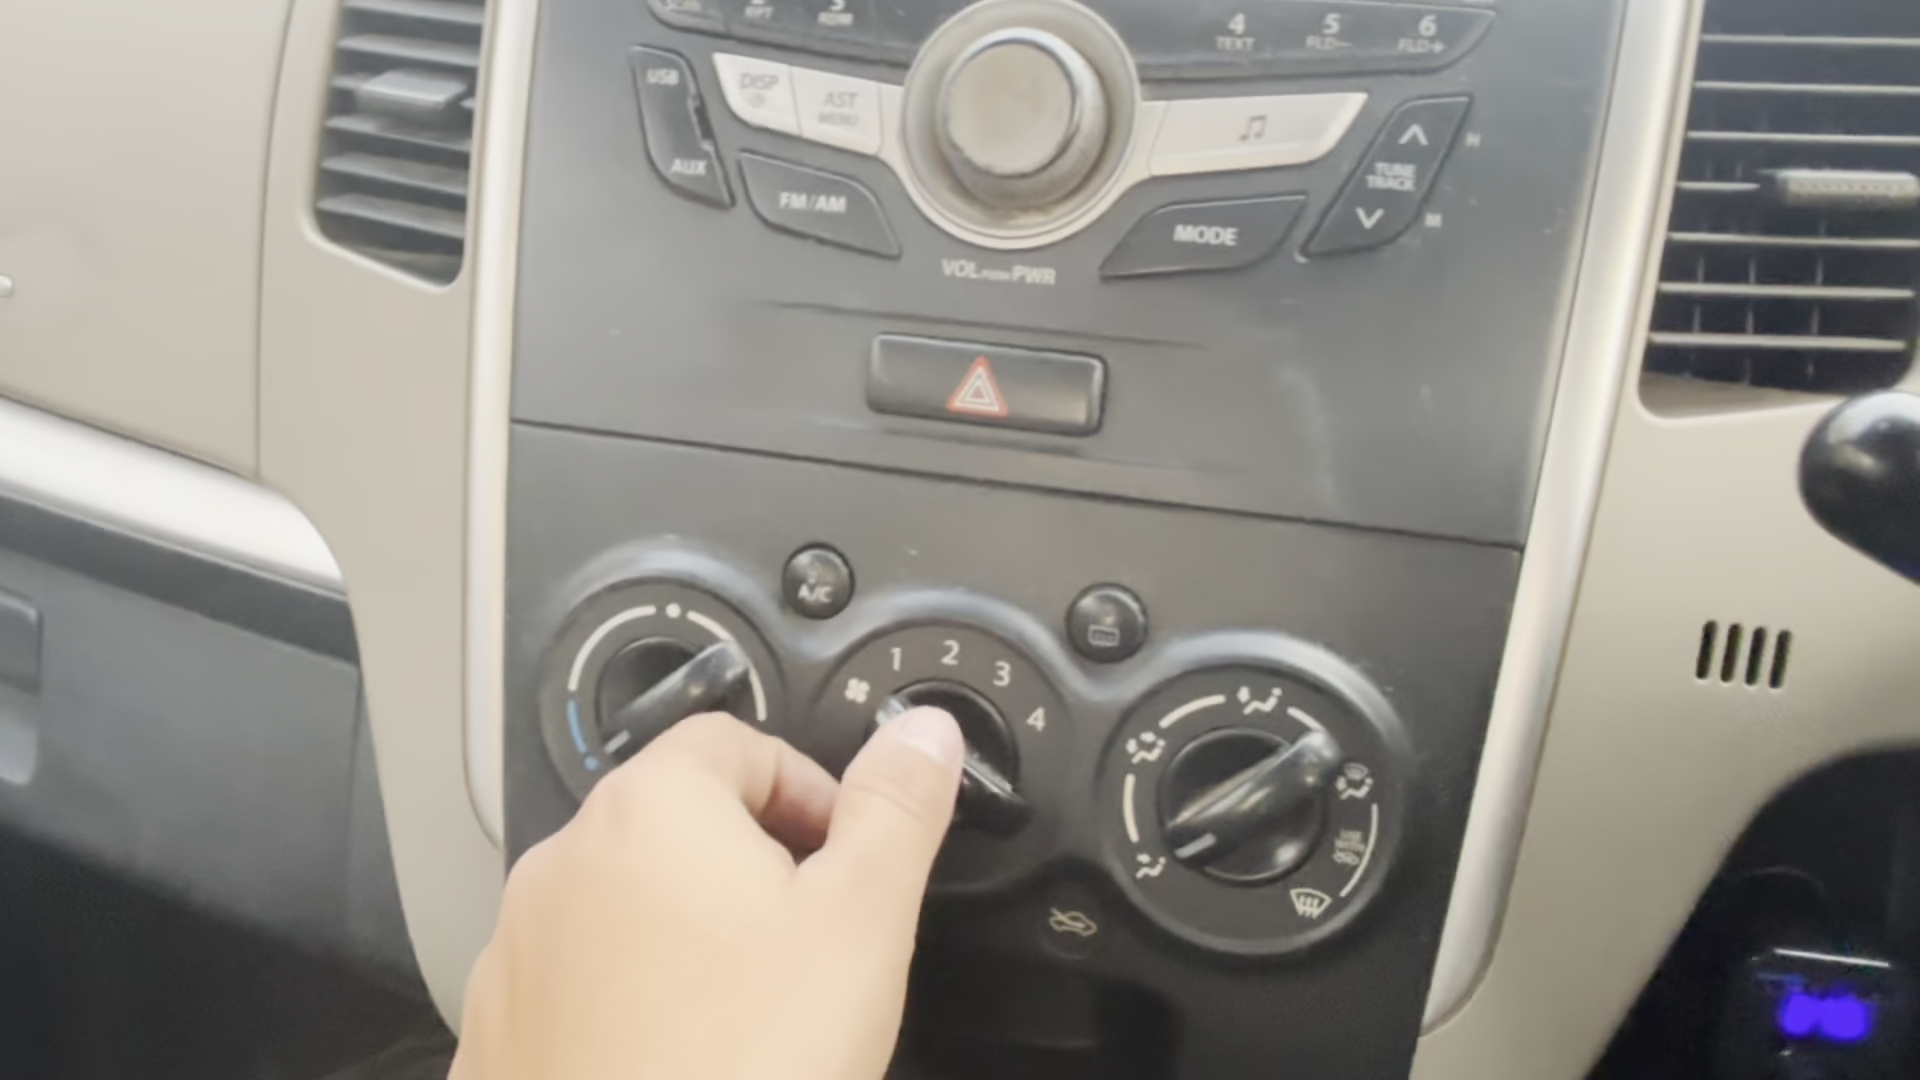 4 5 6
TEXT FLD- FLD+
USB
DISP
AST
MENU
AUX
FM/AM
MODE
TUNE
TRACK
H
M
VOL PWR
A/C
1 2 3 4